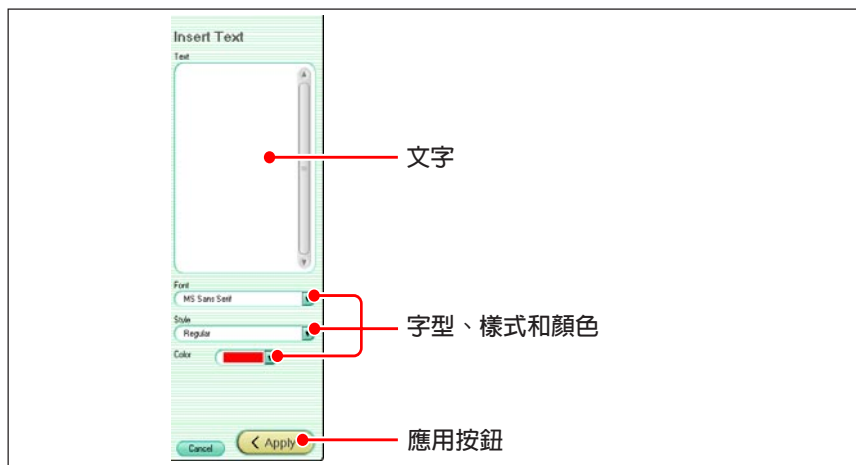 Insert Text
Text
文字
Font
MS Sans Serif
Style
Regular
字型、樣式和顏色
Color
Cancel
< Apply
應用按鈕